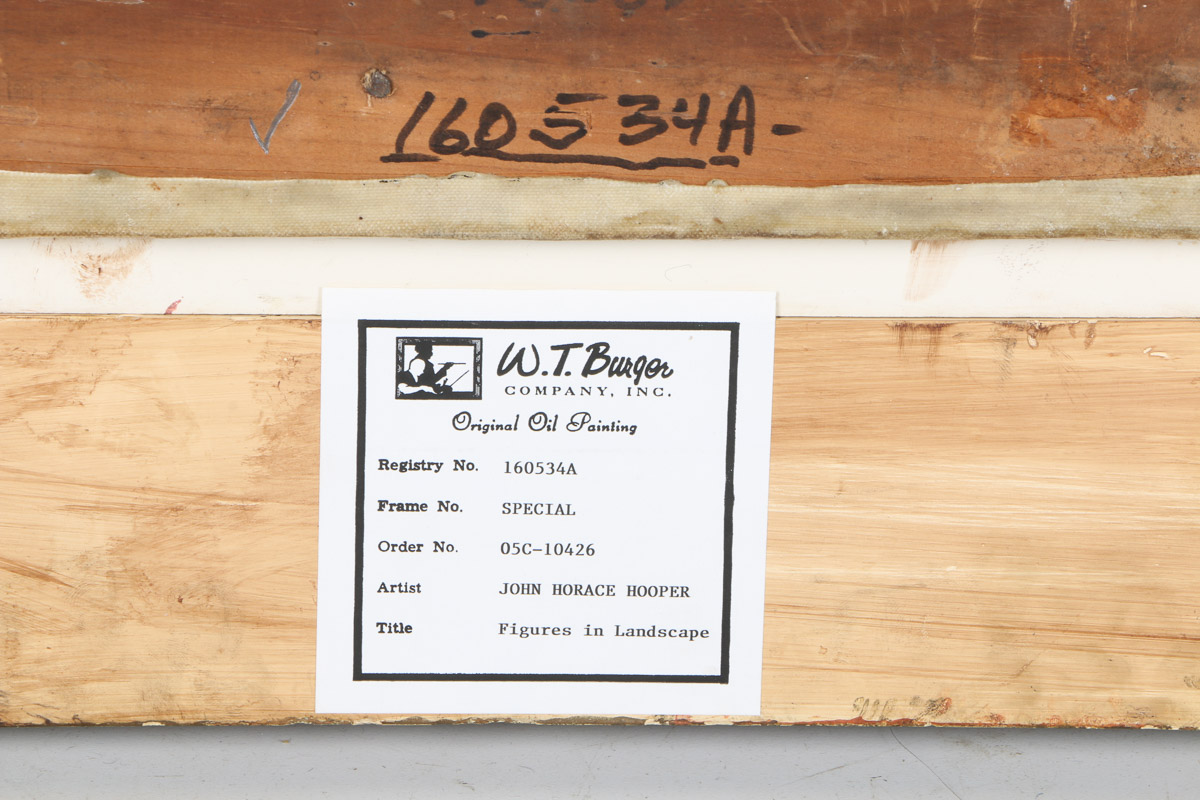 160534A-
W.T. Burger
COMPANY, INC.
Original Oil Painting
Registry No. 160534A
Frame No. SPECIAL
Order No. 05C-10426
Artist JOHN HORACE HOOPER
Title Figures in Landscape